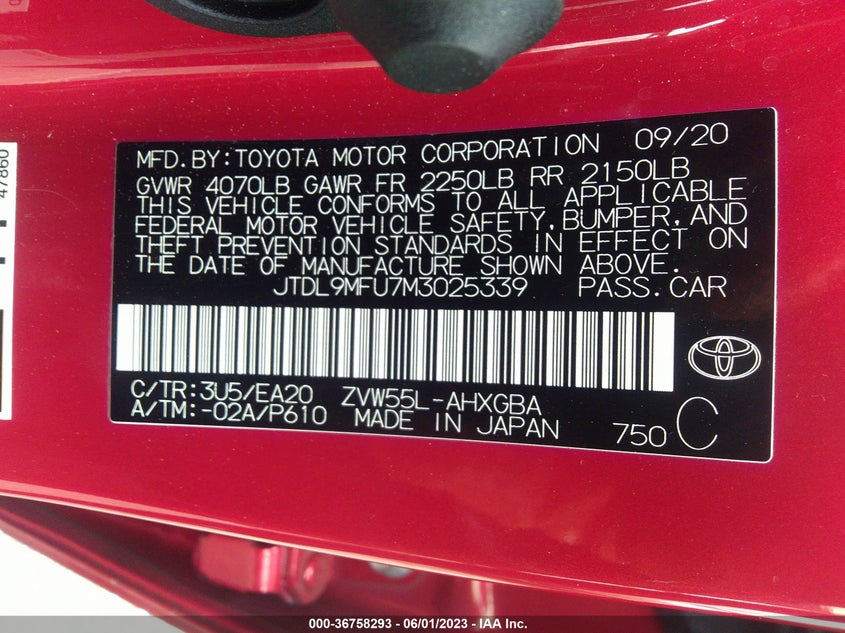 47860
MFD.BY:TOYOTA MOTOR CORPORATION 09/20
GVWR 4070LB GAWR FR 2250LB RR 2150LB
THIS VEHICLE CONFORMS TO ALL APPLICABLE
FEDERAL MOTOR VEHICLE SAFETY,BUMPER,AND
THEFT PREVENTION STANDARDS IN EFFECT ON
THE DATE OF MANUFACTURE SHOWN ABOVE.
JTDL9MFU7M3025339 PASS.CAR
C/TR:3U5/EA20 ZVW55L-AHXGBA
A/TM:-02A/P610 MADE IN JAPAN 750 C
000-36758293 - 06/01/2023 - IAA Inc.